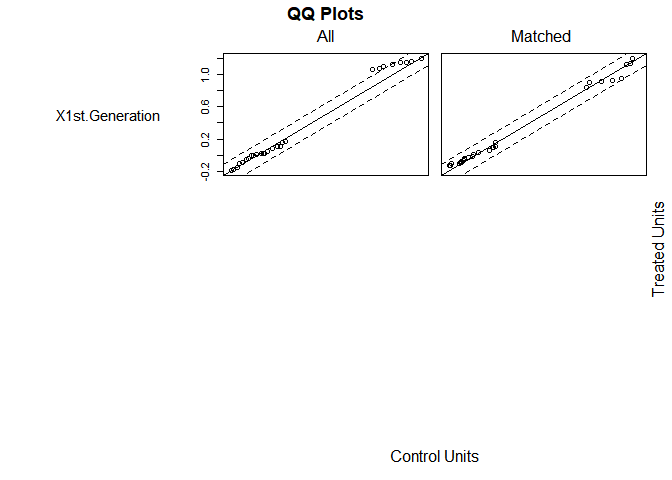 QQ Plots
All Matched
X1st.Generation
1.0
0.6
0.2
-0.2
Treated Units
Control Units